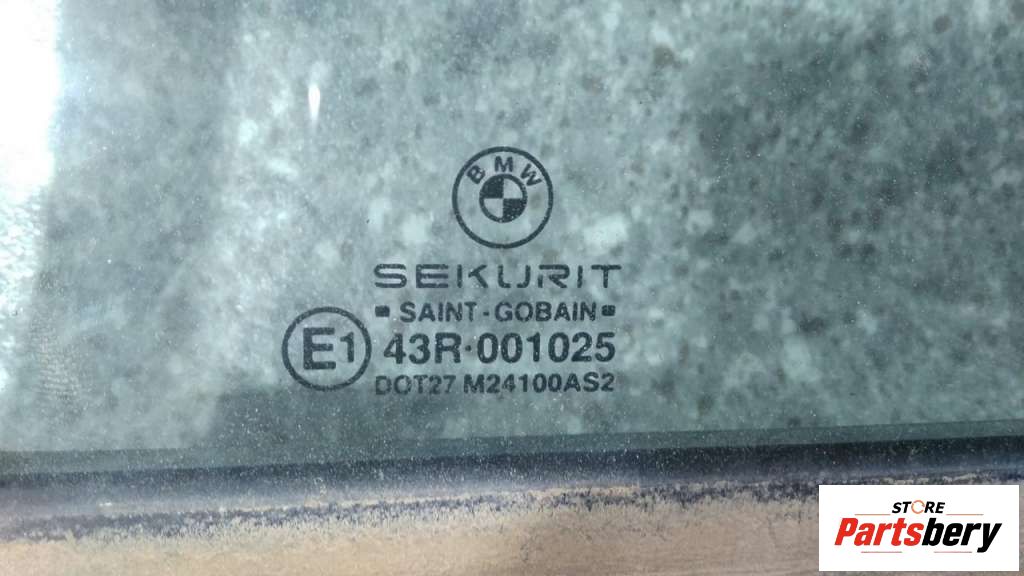 BMW
SEKURIT
SAINT-GOBAIN
E1 43R·001025
DOT27 M24100AS2
STORE
Partsbery